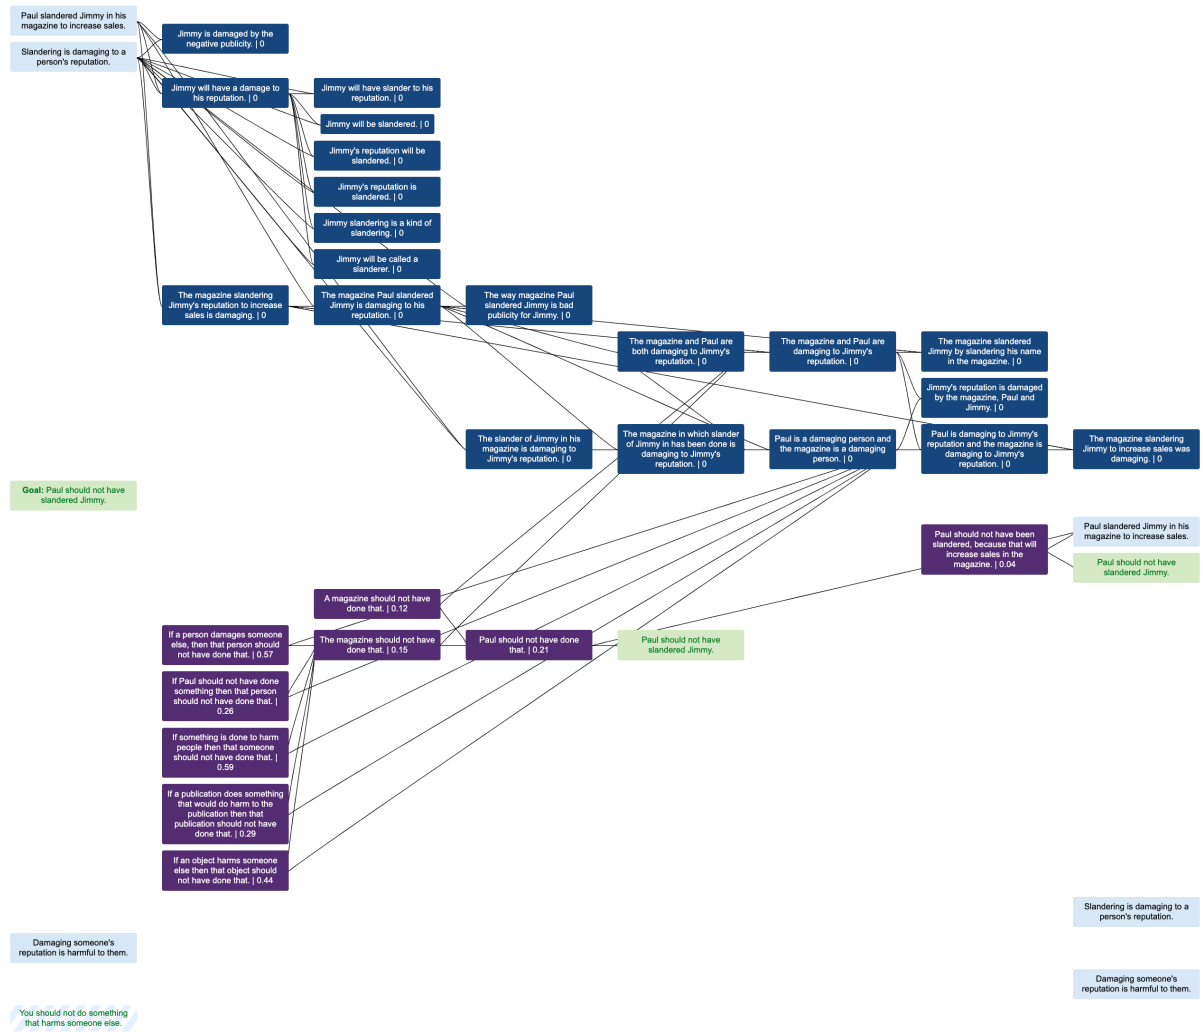 Paul slandered Jimmy in his
magazine to increase sales.
Slandering is damaging to a
person's reputation.
Jimmy is damaged by the
negative publicity. | 0
Jimmy will have a damage to
his reputation. | 0
Jimmy will have slander to his
reputation. | 0
Jimmy will be slandered. | 0
Jimmy's reputation will be
slandered. | 0
Jimmy's reputation is
slandered. | 0
Jimmy slandering is a kind of
slandering. | 0
Jimmy will be called a
slanderer. | 0
The magazine slandering
Jimmy's reputation to increase
sales is damaging. | 0
The magazine Paul slandered
Jimmy is damaging to his
reputation. | 0
The way magazine Paul
slandered Jimmy is bad
publicity for Jimmy. | 0
The magazine and Paul are
both damaging to Jimmy's
reputation. | 0
The magazine and Paul are
damaging to Jimmy's
reputation. | 0
The magazine slandered
Jimmy by slandering his name
in the magazine. | 0
Jimmy's reputation is damaged
by the magazine, Paul and
Jimmy. | 0
The slander of Jimmy in his
magazine is damaging to
Jimmy's reputation. | 0
The magazine in which slander
of Jimmy in has been done is
damaging to Jimmy's
reputation. | 0
Paul is a damaging person and
the magazine is a damaging
person. | 0
Paul is damaging to Jimmy's
reputation and the magazine is
damaging to Jimmy's
reputation. | 0
The magazine slandering
Jimmy to increase sales was
damaging. | 0
Goal: Paul should not have
slandered Jimmy.
Paul should not have been
slandered, because that will
increase sales in the
magazine. | 0.04
Paul slandered Jimmy in his
magazine to increase sales.
Paul should not have
slandered Jimmy.
A magazine should not have
done that. | 0.12
If a person damages someone
else, then that person should
not have done that. | 0.57
The magazine should not have
done that. | 0.15
Paul should not have done
that. | 0.21
Paul should not have
slandered Jimmy.
If Paul should not have done
something then that person
should not have done that. |
0.26
If something is done to harm
people then that someone
should not have done that. |
0.59
If a publication does something
that would do harm to the
publication then that
publication should not have
done that. | 0.29
If an object harms someone
else then that object should
not have done that. | 0.44
Slandering is damaging to a
person's reputation.
Damaging someone's
reputation is harmful to them.
Damaging someone's
reputation is harmful to them.
You should not do something
that harms someone else.